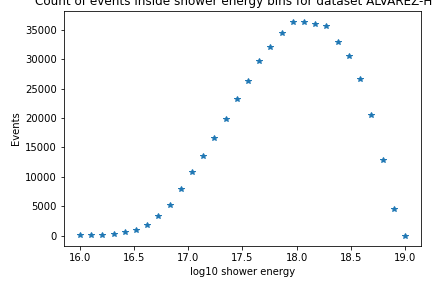 Count of events inside shower energy bins for dataset ALVAREZ-H
35000
30000
25000
20000
15000
10000
5000
0
Events
16.0 16.5 17.0 17.5 18.0 18.5 19.0
log10 shower energy